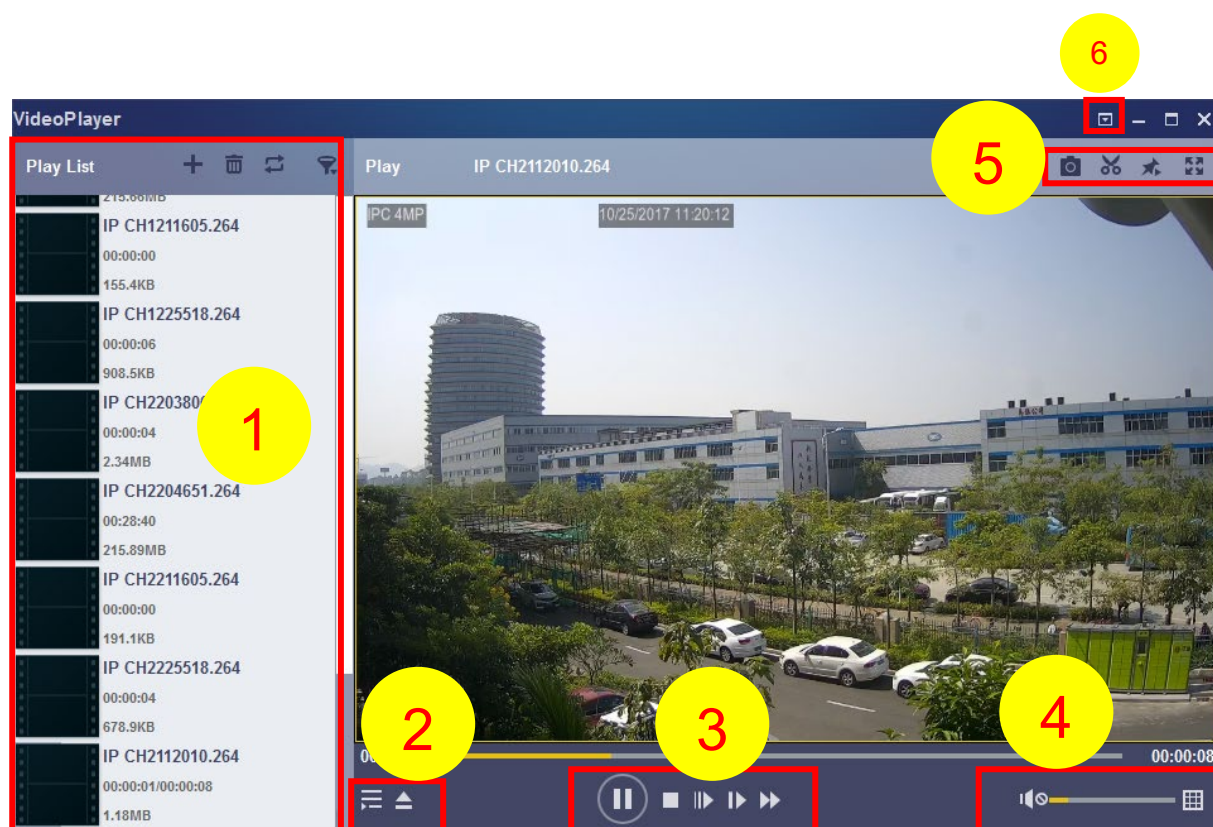 6
VideoPlayer
5
Play List
Play IP CH2112010.264
215.66MB
IPC 4MP 10/25/2017 11:20:12
IP CH1211605.264
00:00:00
155.4KB
IP CH1225518.264
00:00:06
908.5KB
IP CH220380
00:00:04
2.34MB
1
IP CH2204651.264
00:28:40
215.89MB
IP CH2211605.264
00:00:00
191.1KB
IP CH2225518.264
00:00:04
678.9KB
IP CH2112010.264
00:00:01/00:00:08
1.18MB
2
3
4
00:00:08